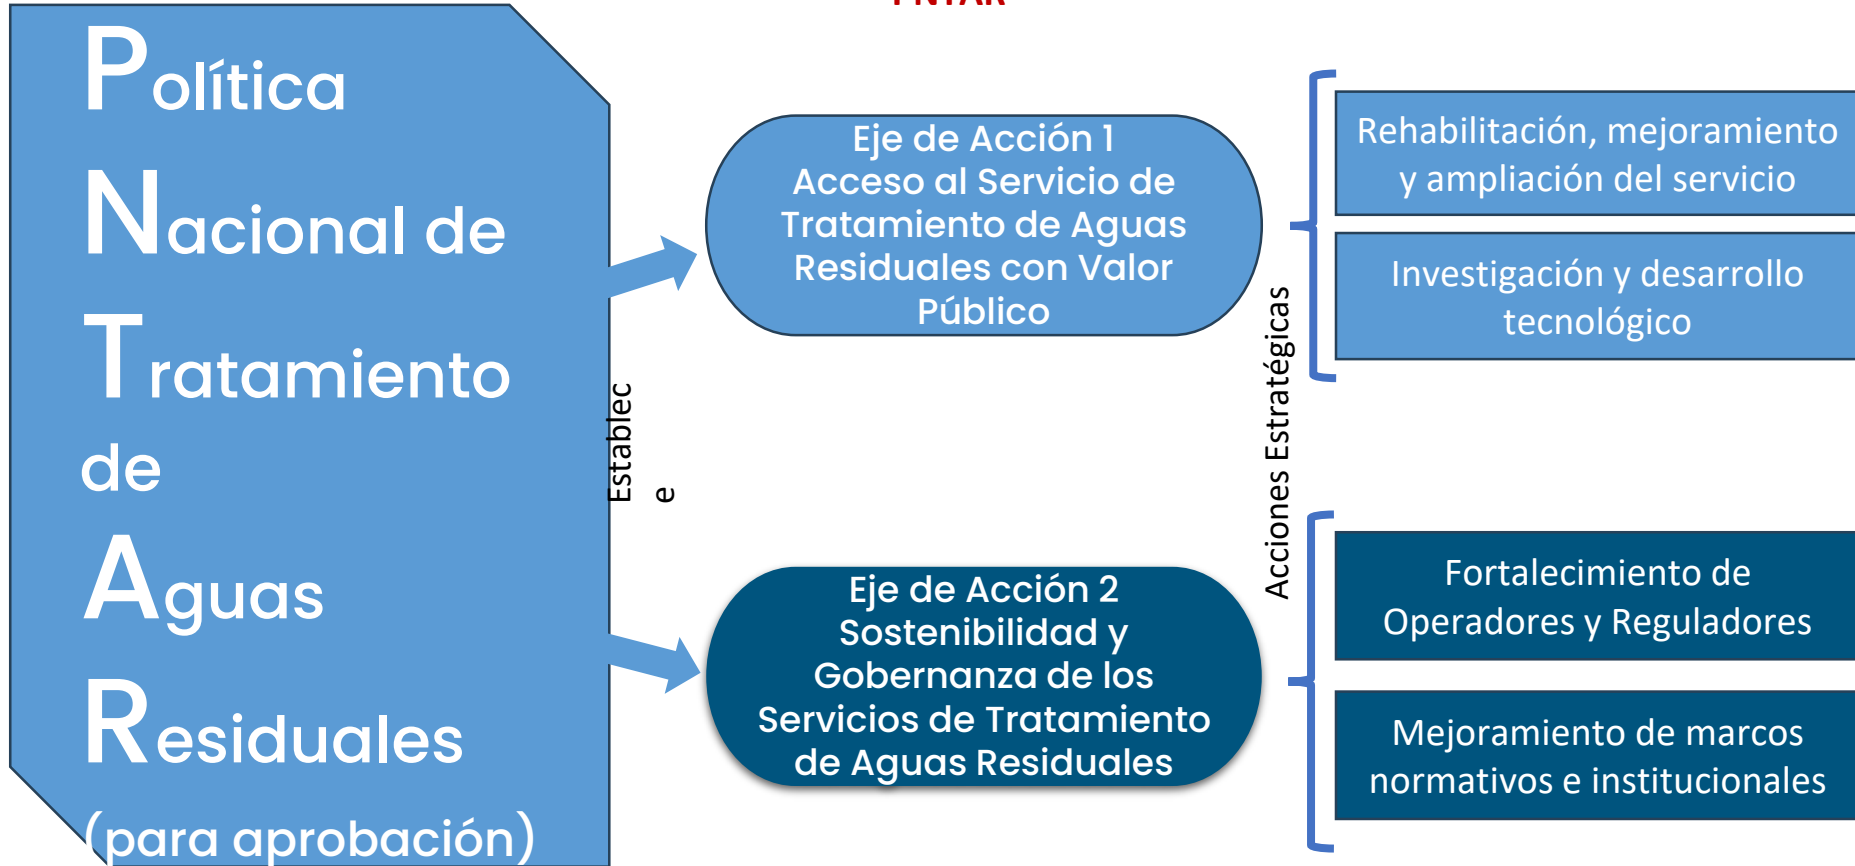 PNTAR
Política
Nacional de
Tratamiento
de
Aguas
Residuales
(para aprobación)
Establec
e
Eje de Acción 1
Acceso al Servicio de
Tratamiento de Aguas
Residuales con Valor
Público
Eje de Acción 2
Sostenibilidad y
Gobernanza de los
Servicios de Tratamiento
de Aguas Residuales
Acciones Estratégicas
Rehabilitación, mejoramiento
y ampliación del servicio
Investigación y desarrollo
tecnológico
Fortalecimiento de
Operadores y Reguladores
Mejoramiento de marcos
normativos e institucionales